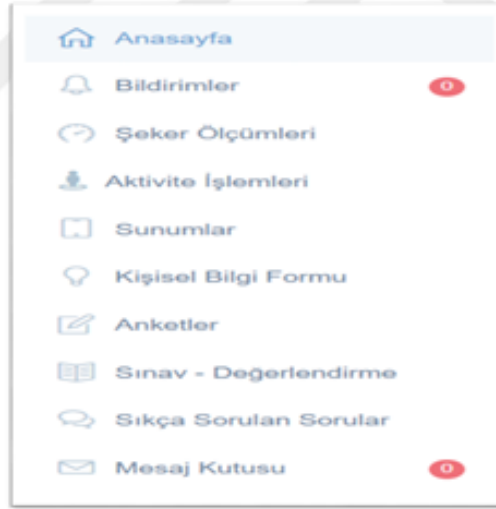 Anasayfa
Bildirimler 0
Şeker Ölçümleri
Aktivite İşlemleri
Sunumlar
Kişisel Bilgi Formu
Anketler
Sınav - Değerlendirme
Sıkça Sorulan Sorular
Mesaj Kutusu 0